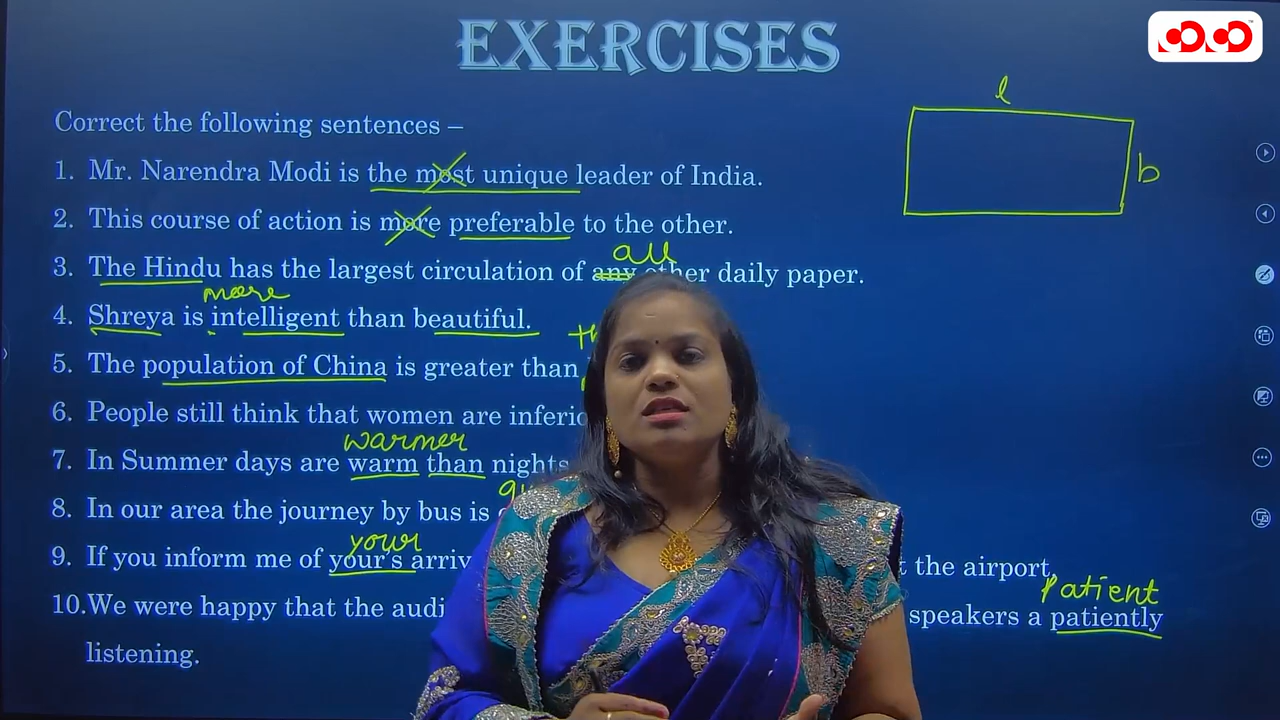 EXERCISES
l
Correct the following sentences –
b
1. Mr. Narendra Modi is the most unique leader of India.
2. This course of action is more preferable to the other.
all
3. The Hindu has the largest circulation of any other daily paper.
more
4. Shreya is intelligent than beautiful.
5. The population of China is greater than
6. People still think that women are
warmer
7. In Summer days are warm than nights
8. In our area the journey by bus is
your
9. If you inform me of your's the airport.
Patient
10.We were happy that the speakers a patiently
listening.